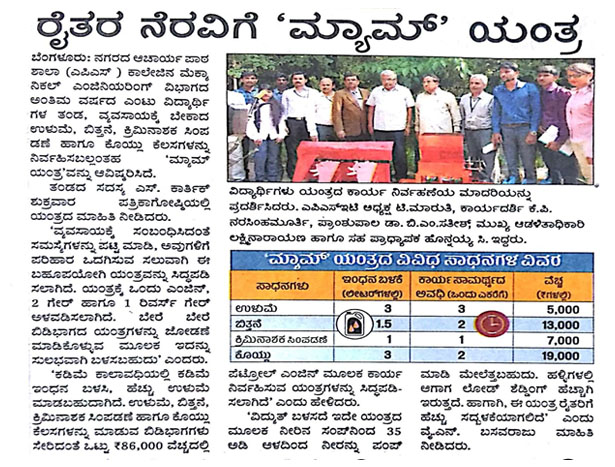 ರೈತರ ನೆರವಿಗೆ ‘ಮ್ಯಾಮ್’ ಯಂತ್ರ
ಬೆಂಗಳೂರು: ನಗರದ ಆಚಾರ್ಯ ಪಾಠ
ಶಾಲಾ (ಎಪಿಎಸ್ ) ಕಾಲೇಜಿನ ಮೆಕ್ಯಾ
ನಿಕಲ್ ಎಂಜಿನಿಯರಿಂಗ್ ವಿಭಾಗದ
ಅಂತಿಮ ವರ್ಷದ ಎಂಟು ವಿದ್ಯಾರ್ಥಿ
ಗಳ ತಂಡ, ವ್ಯವಸಾಯಕ್ಕೆ ಬೇಕಾದ
ಉಳುಮೆ, ಬಿತ್ತನೆ, ಕ್ರಿಮಿನಾಶಕ ಸಿಂಪ
ಡಣೆ ಹಾಗೂ ಕೊಯ್ಲು ಕೆಲಸಗಳನ್ನು
ನಿರ್ವಹಿಸಬಲ್ಲಂತಹ ‘ಮ್ಯಾಮ್
ಯಂತ್ರ’ವನ್ನು ಆವಿಷ್ಕರಿಸಿದೆ.
ತಂಡದ ಸದಸ್ಯ ಎಸ್. ಕಾರ್ತಿಕ್
ಶುಕ್ರವಾರ ಪತ್ರಿಕಾಗೋಷ್ಠಿಯಲ್ಲಿ
ಯಂತ್ರದ ಮಾಹಿತಿ ನೀಡಿದರು.
‘ವ್ಯವಸಾಯಕ್ಕೆ ಸಂಬಂಧಿಸಿದಂತೆ
ಸಮಸ್ಯೆಗಳನ್ನು ಪಟ್ಟಿ ಮಾಡಿ, ಅವುಗಳಿಗೆ
ಪರಿಹಾರ ಒದಗಿಸುವ ಸಲುವಾಗಿ ಈ
ಬಹೂಪಯೋಗಿ ಯಂತ್ರವನ್ನು ಸಿದ್ಧಪಡಿ
ಸಲಾಗಿದೆ. ಯಂತ್ರಕ್ಕೆ ಒಂದು ಎಂಜಿನ್,
2 ಗೇರ್ ಹಾಗೂ 1 ರಿವರ್ಸ್ ಗೇರ್
ಅಳವಡಿಸಲಾಗಿದೆ. ಬೇರೆ ಬೇರೆ
ಬಿಡಿಭಾಗದ ಯಂತ್ರಗಳನ್ನು ಜೋಡಣೆ
ಮಾಡಿಕೊಳ್ಳುವ ಮೂಲಕ ಇದನ್ನು
ಸುಲಭವಾಗಿ ಬಳಸಬಹುದು’ ಎಂದರು.
‘ಕಡಿಮೆ ಕಾಲಾವಧಿಯಲ್ಲಿ ಕಡಿಮೆ
ಇಂಧನ ಬಳಸಿ, ಹೆಚ್ಚು ಉಳುಮೆ
ಮಾಡಬಹುದಾಗಿದೆ. ಉಳುಮೆ, ಬಿತ್ತನೆ,
ಕ್ರಿಮಿನಾಶಕ ಸಿಂಪಡಣೆ ಹಾಗೂ ಕೊಯ್ಲು
ಕೆಲಸಗಳನ್ನು ಮಾಡುವ ಬಿಡಿಭಾಗಗಳು
ಸೇರಿದಂತೆ ಒಟ್ಟು ₹86,000 ವೆಚ್ಚದಲ್ಲಿ
ವಿದ್ಯಾರ್ಥಿಗಳು ಯಂತ್ರದ ಕಾರ್ಯ ನಿರ್ವಹಣೆಯ ಮಾದರಿಯನ್ನು
ಪ್ರದರ್ಶಿಸಿದರು. ಎಪಿಎಸ್ಇಟಿ ಅಧ್ಯಕ್ಷ ಟಿ.ಮಾರುತಿ, ಕಾರ್ಯದರ್ಶಿ ಕೆ.ಪಿ.
ನರಸಿಂಹಮೂರ್ತಿ, ಪ್ರಾಂಶುಪಾಲ ಡಾ. ಬಿ.ಎಂ.ಸತೀಶ್, ಮುಖ್ಯ ಆಡಳಿತಾಧಿಕಾರಿ
ಲಕ್ಷ್ಮಿನಾರಾಯಣ ಹಾಗೂ ಸಹ ಪ್ರಾಧ್ಯಾಪಕ ಹೊನ್ನಯ್ಯ ಸಿ. ಇದ್ದರು.
‘ಮ್ಯಾಮ್’ ಯಂತ್ರದ ವಿವಿಧ ಸಾಧನಗಳ ವಿವರ
ಸಾಧನಗಳು ಇಂಧನ ಬಳಕೆ (ಲೀಟರ್‌ಗಳಲ್ಲಿ) ಕಾರ್ಯ ಸಾಮರ್ಥ್ಯದ ಅವಧಿ (ಒಂದು ಎಕರೆಗೆ) ವೆಚ್ಚ (₹ಗಳಲ್ಲಿ)
ಉಳುಮೆ 3 3 5,000
ಬಿತ್ತನೆ 1.5 2 13,000
ಕ್ರಿಮಿನಾಶಕ ಸಿಂಪಡಣೆ 1 1 7,000
ಕೊಯ್ಲು 3 2 19,000
ಪೆಟ್ರೋಲ್ ಎಂಜಿನ್ ಮೂಲಕ ಕಾರ್ಯ
ನಿರ್ವಹಿಸುವ ಯಂತ್ರಗಳನ್ನು ಸಿದ್ಧಪಡಿ-
ಸಲಾಗಿದೆ’ ಎಂದು ಹೇಳಿದರು.
‘ವಿದ್ಯುತ್ ಬಳಸದೆ ಇದೇ ಯಂತ್ರದ
ಮೂಲಕ ನೀರಿನ ಸಂಪ್‌ನಿಂದ 35
ಅಡಿ ಆಳದಿಂದ ನೀರನ್ನು ಪಂಪ್
ಮಾಡಿ ಮೇಲೆತ್ತಬಹುದು. ಹಳ್ಳಿಗಳಲ್ಲಿ
ಆಗಾಗ ಲೋಡ್ ಶೆಡ್ಡಿಂಗ್ ಹೆಚ್ಚಾಗಿ
ಇರುತ್ತದೆ. ಹಾಗಾಗಿ, ಈ ಯಂತ್ರ ರೈತರಿಗೆ
ಹೆಚ್ಚು ಸದ್ಬಳಕೆಯಾಗಲಿದೆ’ ಎಂದು
ವೈ.ಎನ್. ಬಸವರಾಜು ಮಾಹಿತಿ
ನೀಡಿದರು.